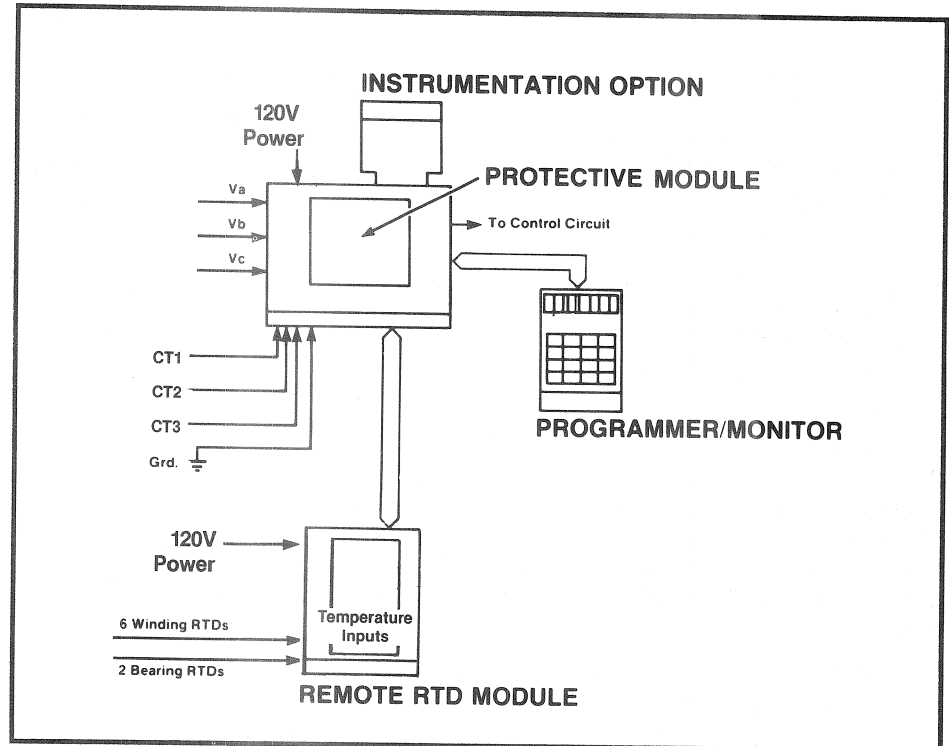 INSTRUMENTATION OPTION
120V
Power
PROTECTIVE MODULE
Va
Vb
Vc
To Control Circuit
CT1
CT2
CT3
Grd.
PROGRAMMER/MONITOR
120V
Power
Temperature
Inputs
6 Winding RTDs
2 Bearing RTDs
REMOTE RTD MODULE